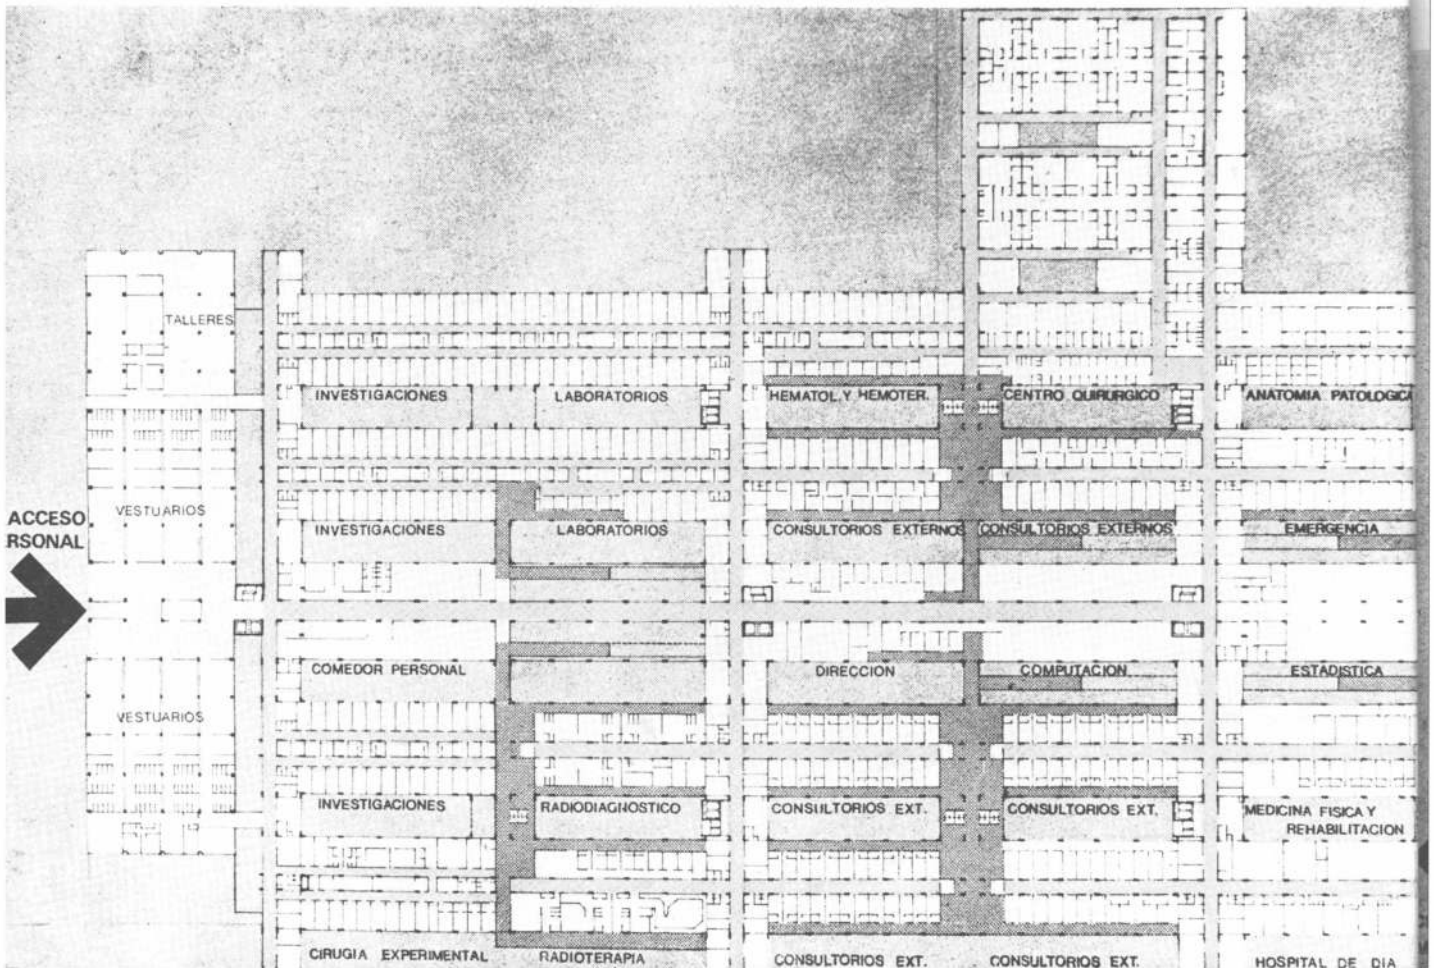 TALLERES
INVESTIGACIONES
LABORATORIOS
HEMATOL. Y HEMOTER.
CENTRO QUIRURGICO
ANATOMIA PATOLOGICA
VESTUARIOS
ACCESO
RSONAL
INVESTIGACIONES
LABORATORIOS
CONSULTORIOS EXTERNOS
CONSULTORIOS EXTERNOS
EMERGENCIA
COMEDOR PERSONAL
DIRECCION
COMPUTACION
ESTADISTICA
VESTUARIOS
INVESTIGACIONES
RADIODIAGNOSTICO
CONSULTORIOS EXT.
CONSULTORIOS EXT.
MEDICINA FISICA Y
REHABILITACION
CIRUGIA EXPERIMENTAL
RADIOTERAPIA
CONSULTORIOS EXT.
CONSULTORIOS EXT.
HOSPITAL DE DIA